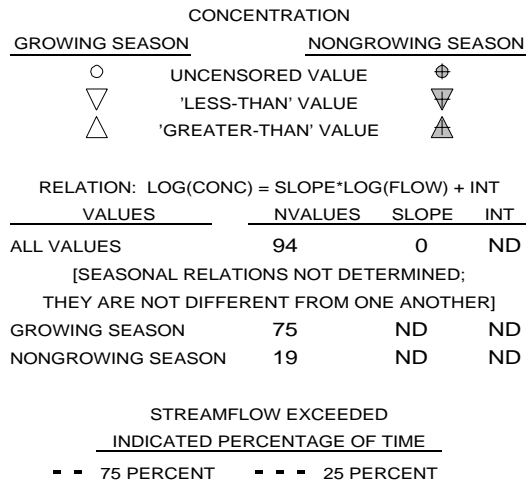 CONCENTRATION
GROWING SEASON NONGROWING SEASON
UNCENSORED VALUE
'LESS-THAN' VALUE
'GREATER-THAN' VALUE
RELATION: LOG(CONC) = SLOPE*LOG(FLOW) + INT
VALUES NVALUES SLOPE INT
ALL VALUES 94 0 ND
[SEASONAL RELATIONS NOT DETERMINED;
THEY ARE NOT DIFFERENT FROM ONE ANOTHER]
GROWING SEASON 75 ND ND
NONGROWING SEASON 19 ND ND
STREAMFLOW EXCEEDED
INDICATED PERCENTAGE OF TIME
75 PERCENT 25 PERCENT